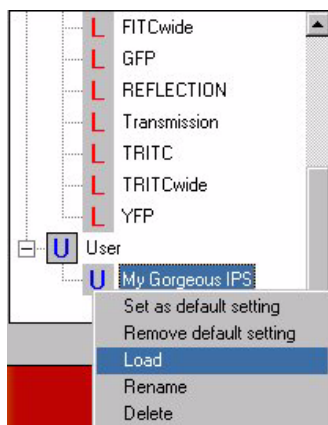 L FITCwide
L GFP
L REFLECTION
L Transmission
L TRITC
L TRITCwide
L YFP
U User
U My Gorgeous IPS
Set as default setting
Remove default setting
Load
Rename
Delete